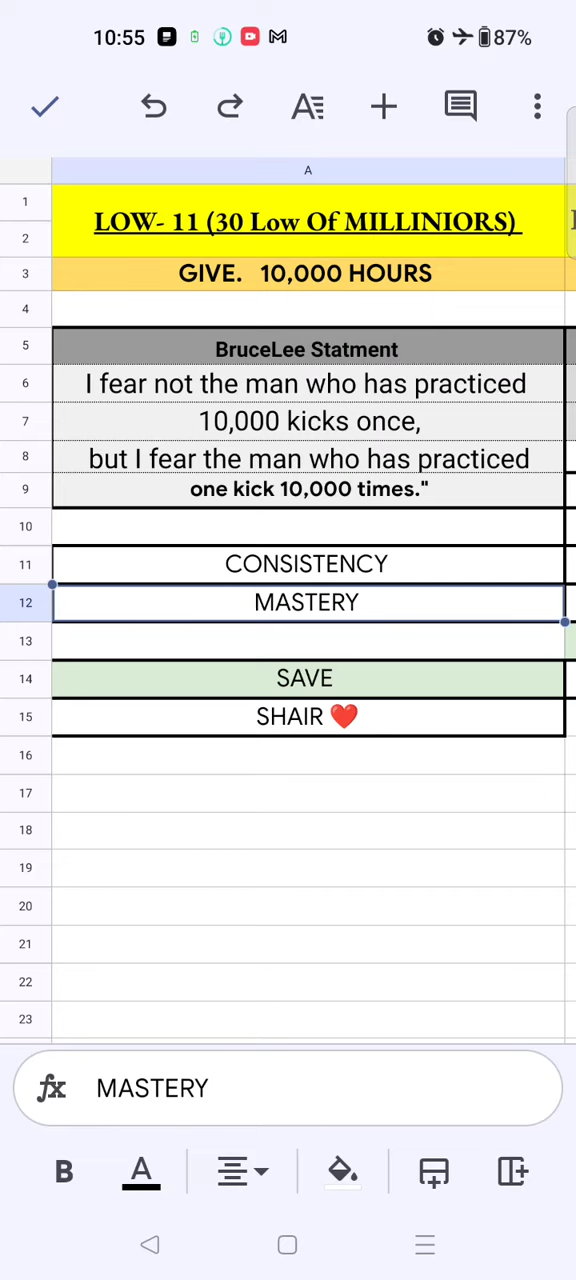 10:55
87%
A
1
LOW- 11 (30 Low Of MILLINIORS)
2
3
GIVE. 10,000 HOURS
4
5
BruceLee Statment
6
I fear not the man who has practiced
7
10,000 kicks once,
8
but I fear the man who has practiced
9
one kick 10,000 times."
10
11
CONSISTENCY
12
MASTERY
13
14
SAVE
15
SHAIR ❤️
16
17
18
19
20
21
22
23
fx MASTERY
B A